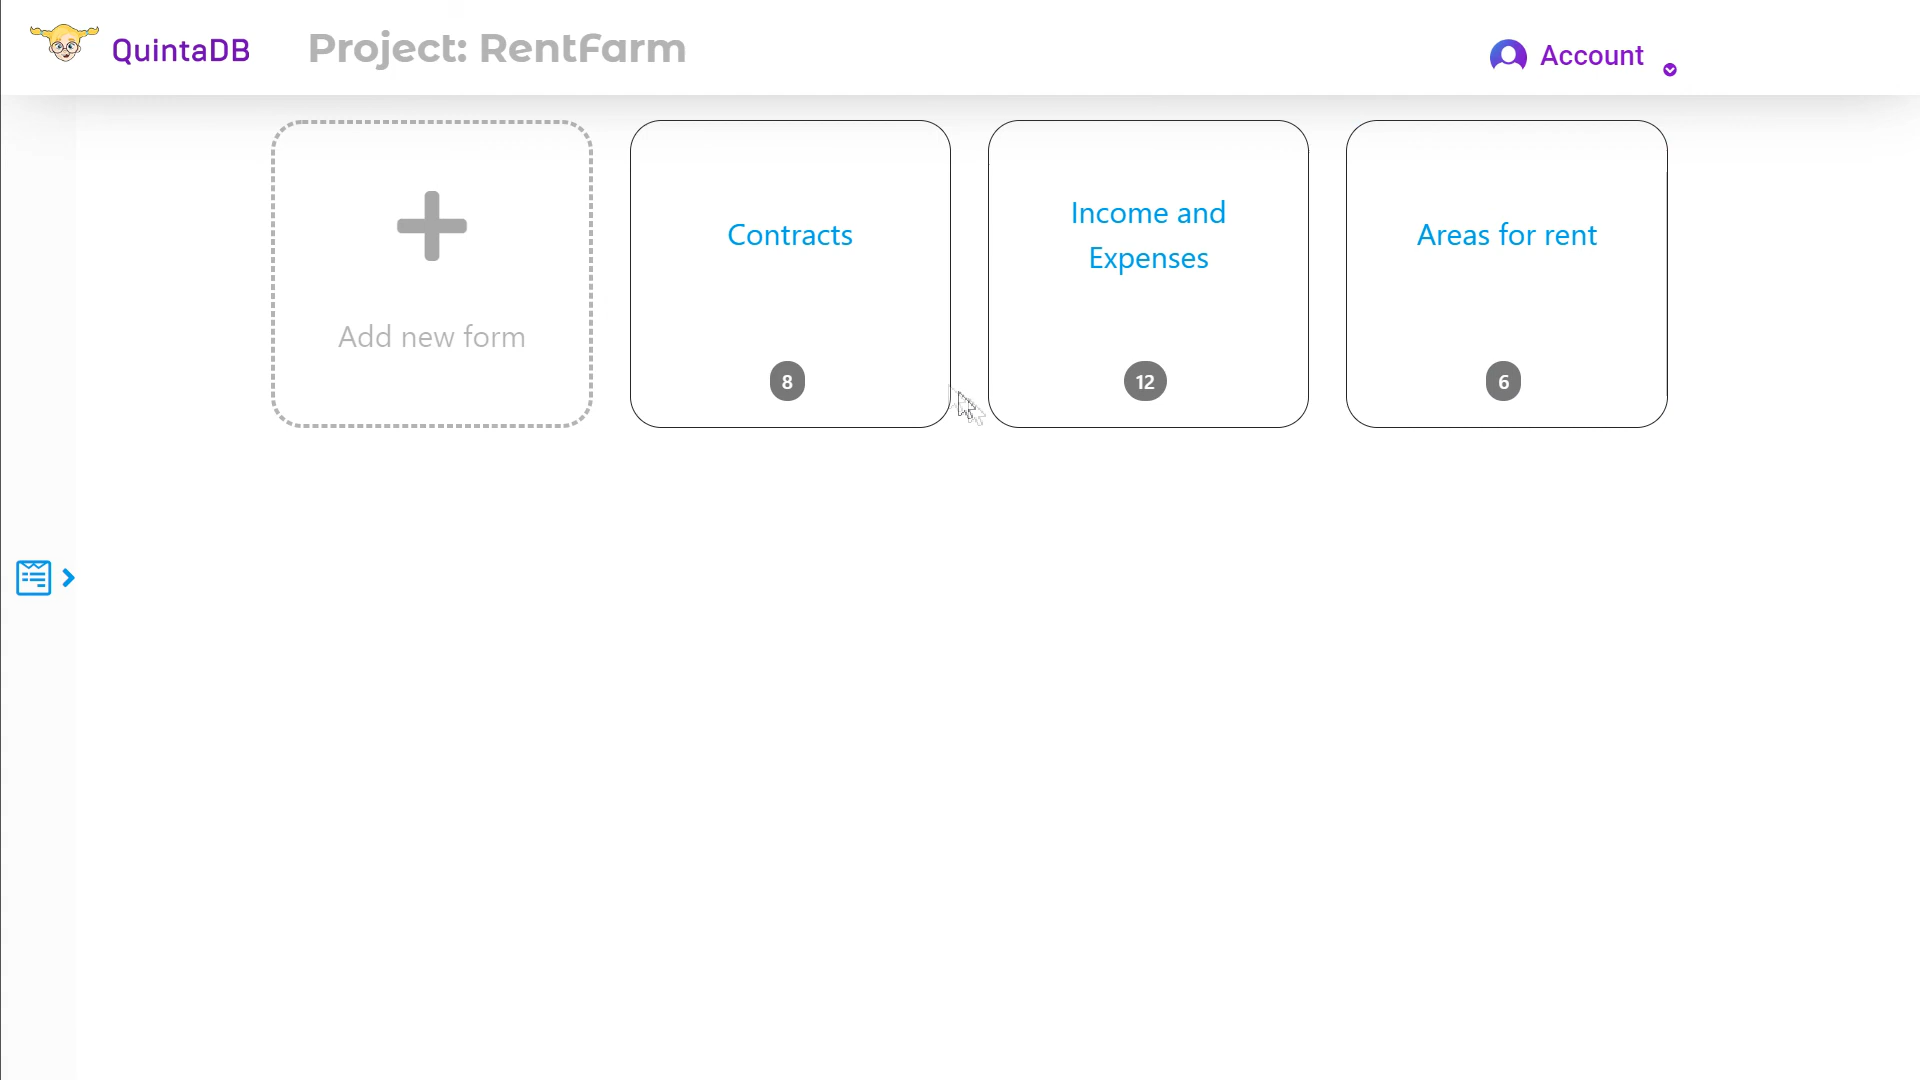 QuintaDB
Project: RentFarm
Account
Add new form
Contracts
8
Income and
Expenses
12
Areas for rent
6